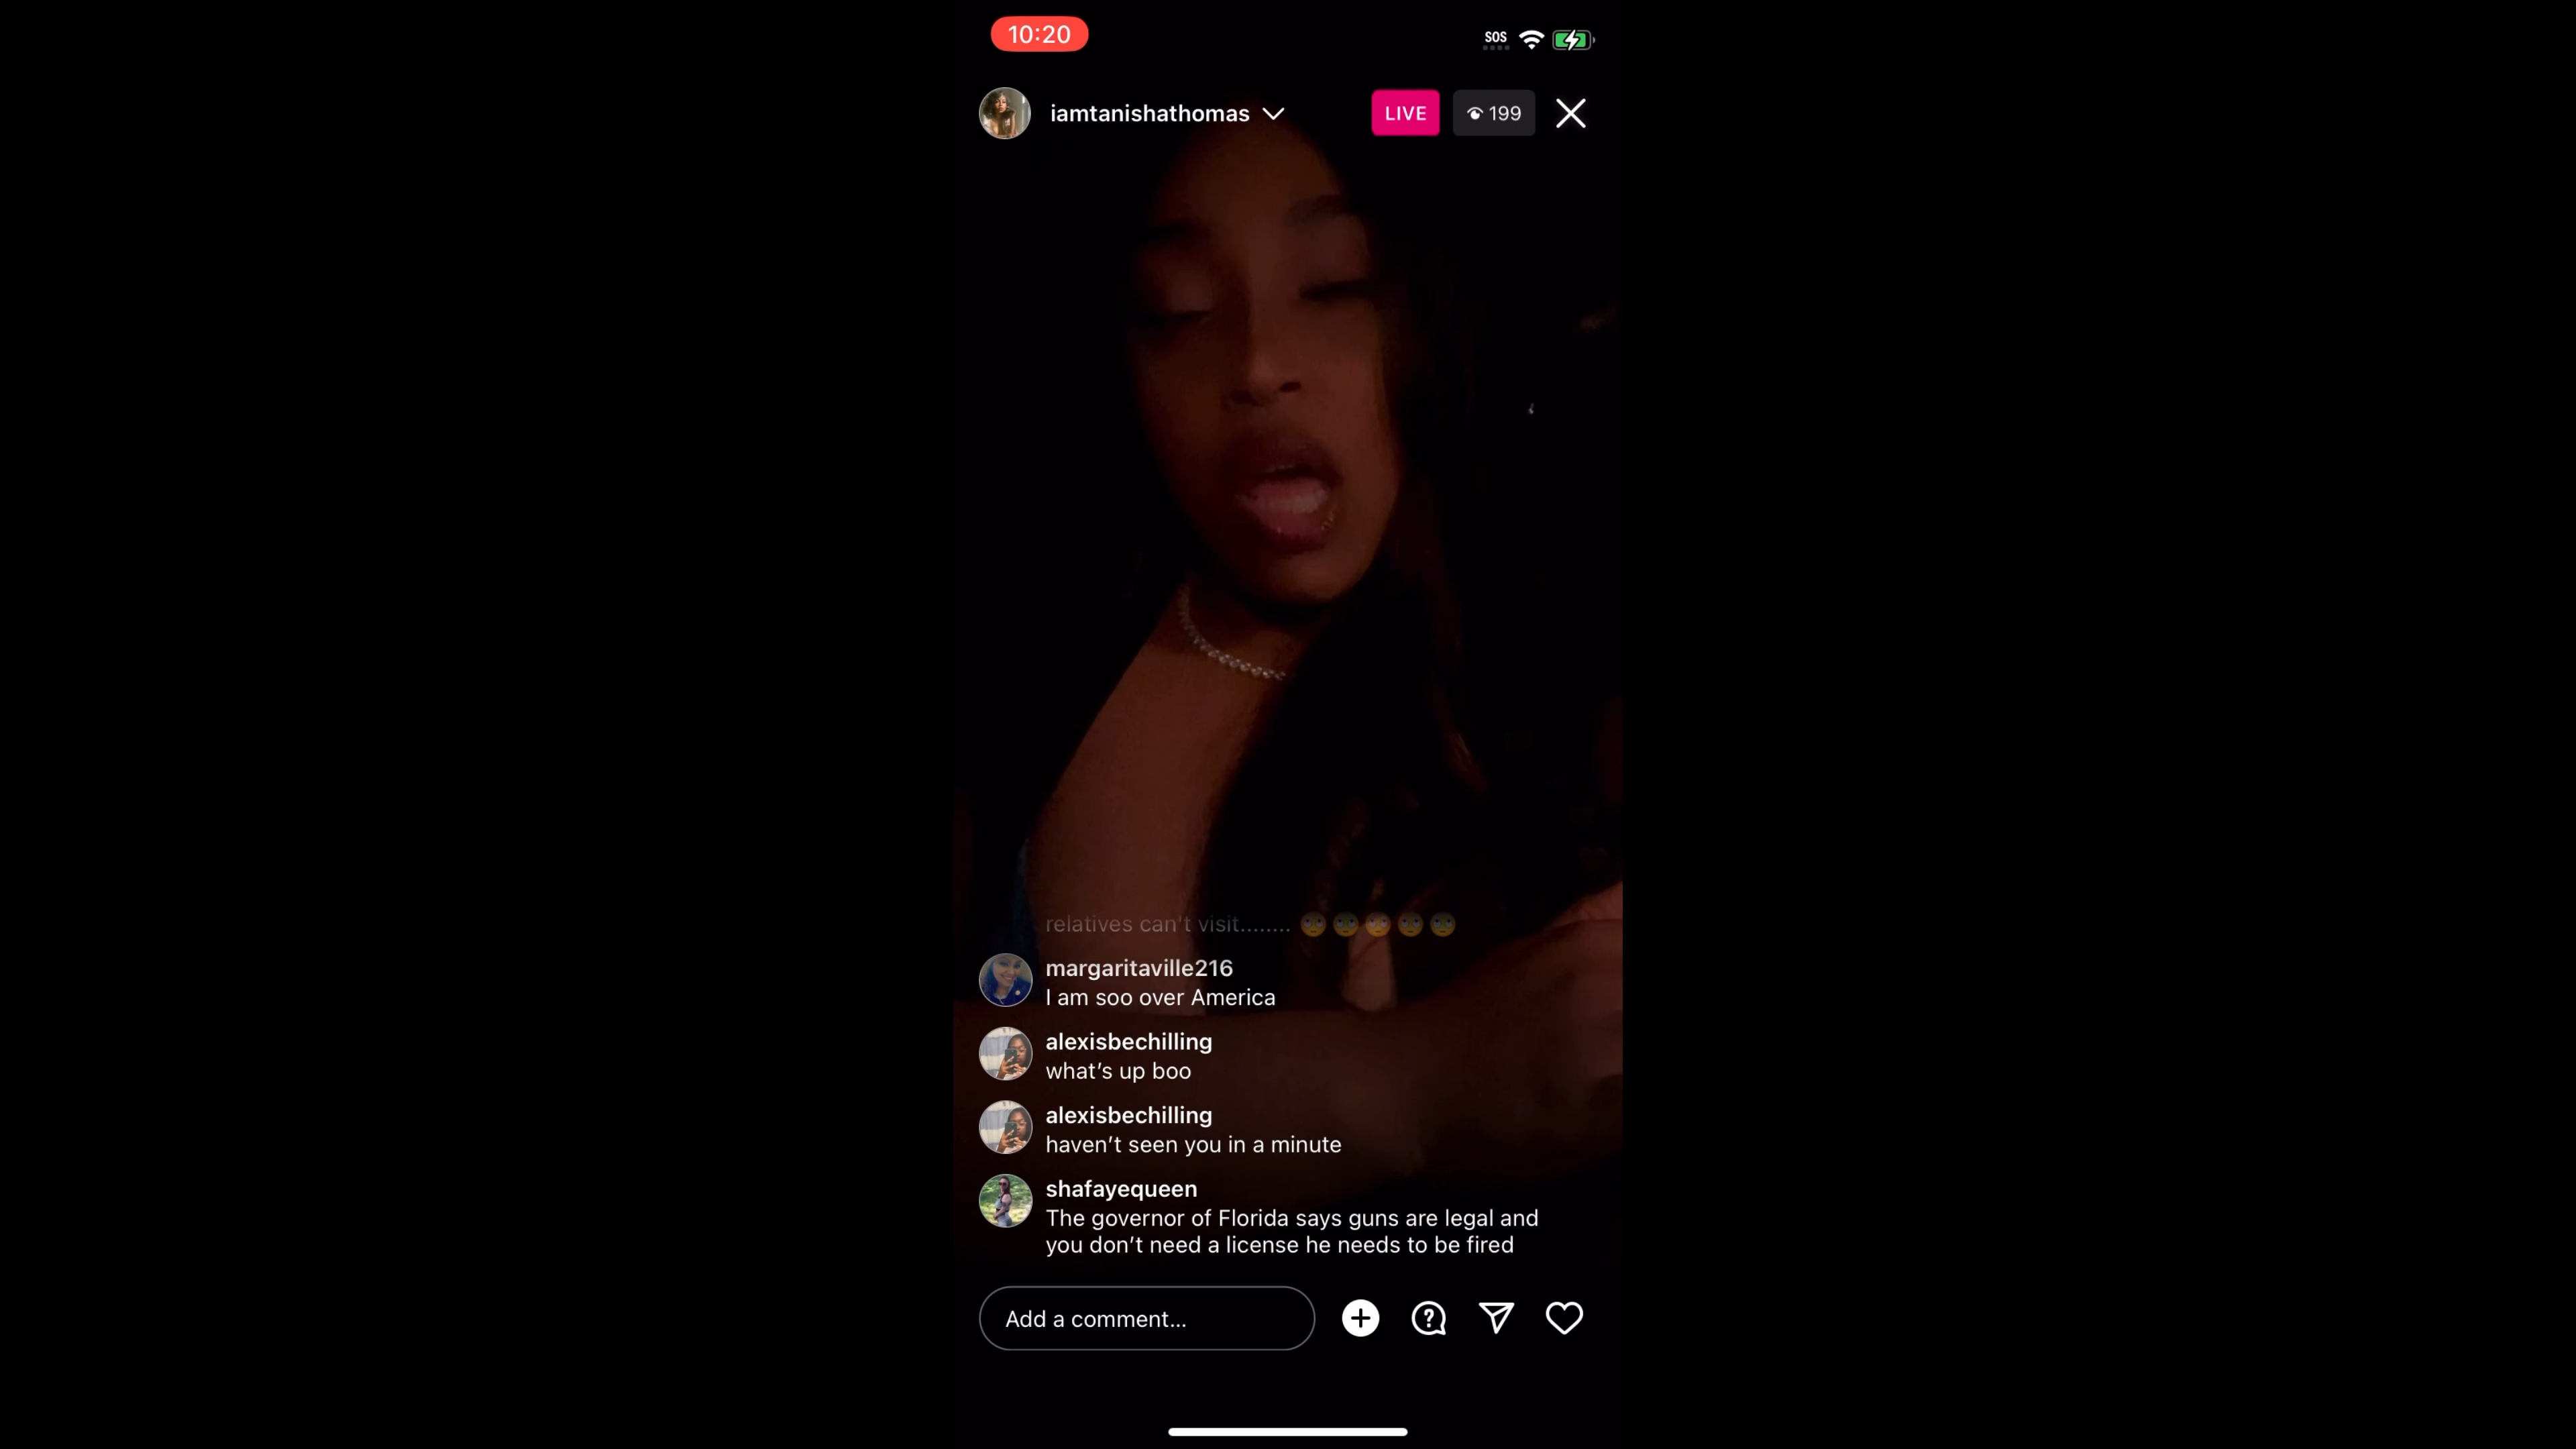 10:20
SOS
iamtanishathomas
LIVE
199
relatives can't visit........ 🙄🙄🙄🙄🙄
margaritaville216
I am soo over America
alexisbechilling
what's up boo
alexisbechilling
haven't seen you in a minute
shafayequeen
The governor of Florida says guns are legal and
you don't need a license he needs to be fired
Add a comment...